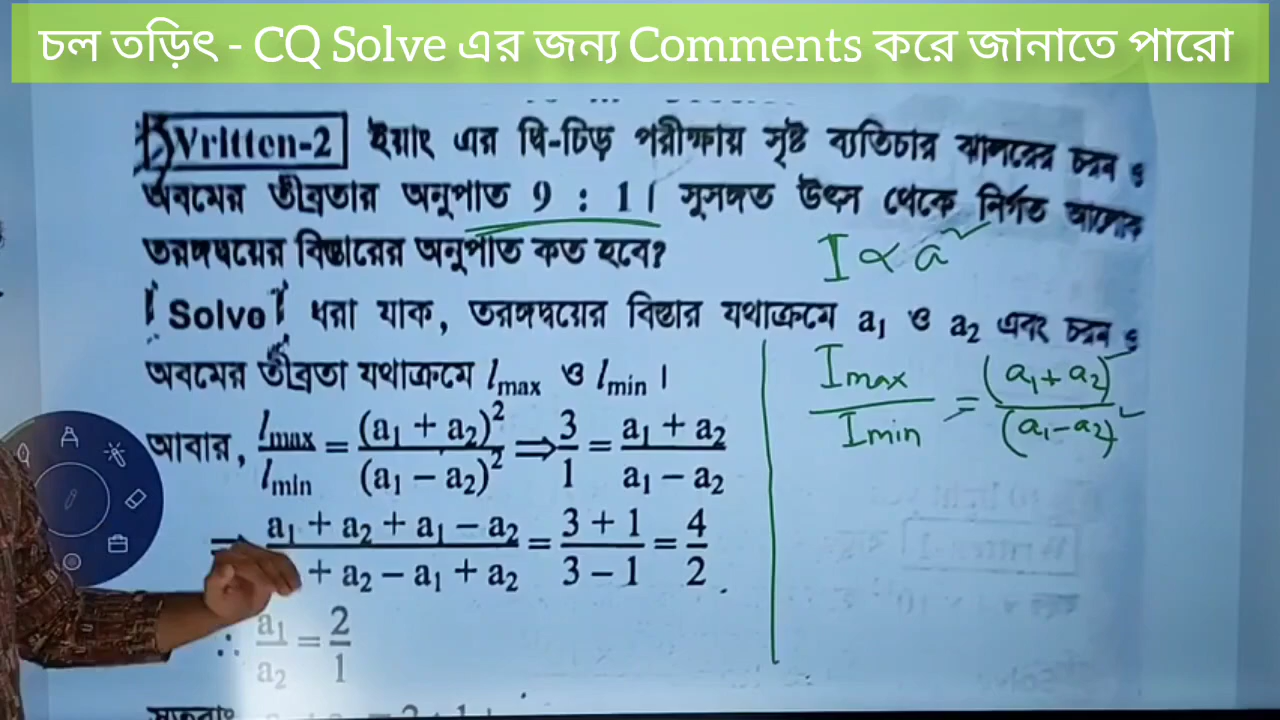 চল তড়িৎ - CQ Solve এর জন্য Comments করে জানাতে পারো
Written-2 ইয়াং এর দ্বি-চিড় পরীক্ষায় সৃষ্ট ব্যতিচার ঝালরের চরম ও
অবমের তীব্রতার অনুপাত 9 : 1। সুসঙ্গত উৎস থেকে নির্গত আলোক
তরঙ্গদ্বয়ের বিস্তারের অনুপাত কত হবে?
I ∝ a²
Solve ধরা যাক, তরঙ্গদ্বয়ের বিস্তার যথাক্রমে a₁ ও a₂ এবং চরম ও
অবমের তীব্রতা যথাক্রমে I_max ও I_min ।
আবার, I_max/I_min = (a₁ + a₂)²/(a₁ − a₂)² ⇒ 3/1 = (a₁ + a₂)/(a₁ − a₂)
⇒ (a₁ + a₂ + a₁ − a₂)/(+ a₂ − a₁ + a₂) = (3 + 1)/(3 − 1) = 4/2
∴ a₁/a₂ = 2/1
Imax/Imin = (a₁ + a₂)²/(a₁ − a₂)²